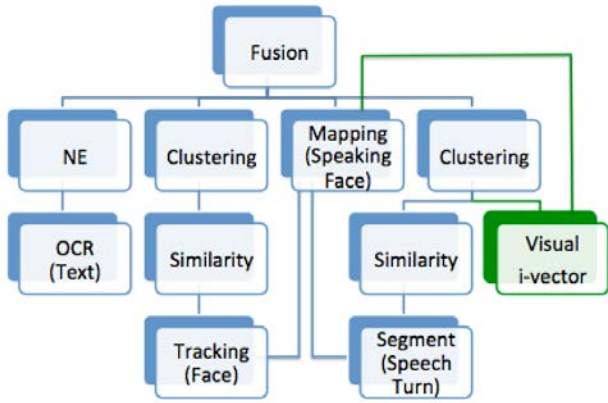 Fusion
NE
Clustering
Mapping
(Speaking
Face)
Clustering
OCR
(Text)
Similarity
Similarity
Visual
i-vector
Tracking
(Face)
Segment
(Speech
Turn)